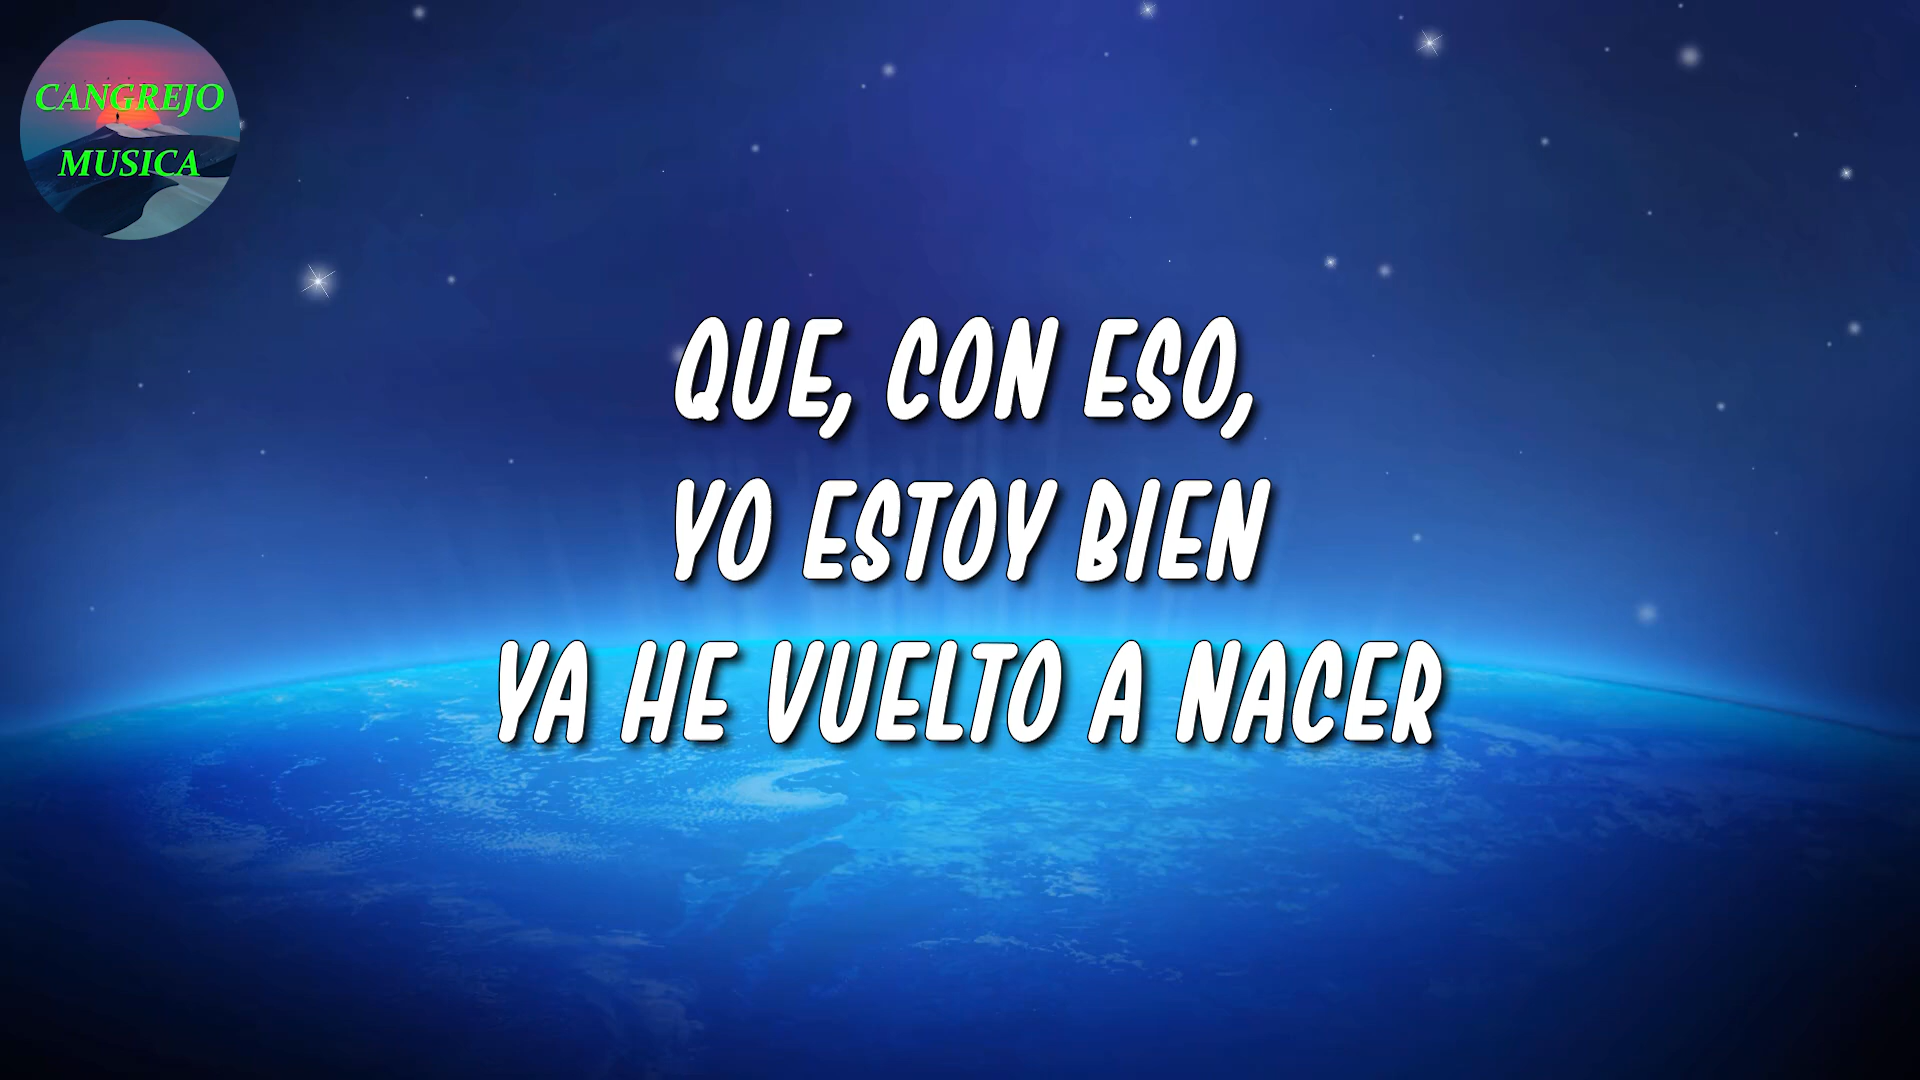 CANGREJO
MUSICA
QUE, CON ESO,
YO ESTOY BIEN
YA HE VUELTO A NACER